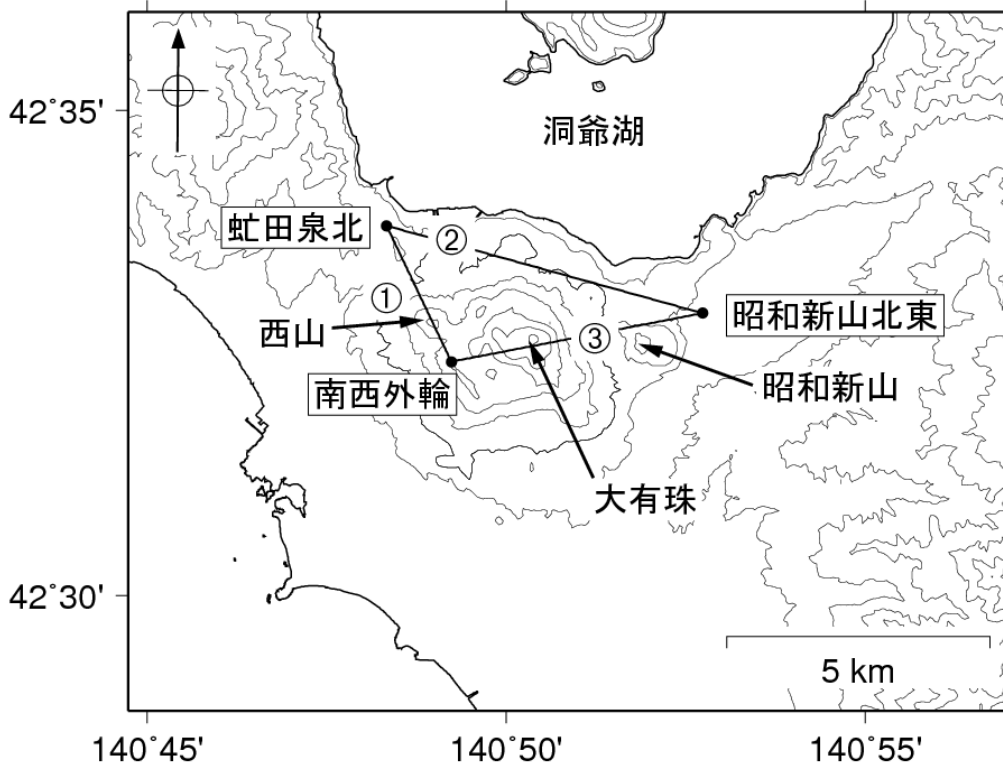 42°35'
洞爺湖
虻田泉北
②
①
昭和新山北東
西山
③
南西外輪
昭和新山
大有珠
42°30'
5 km
140°45'
140°50'
140°55'